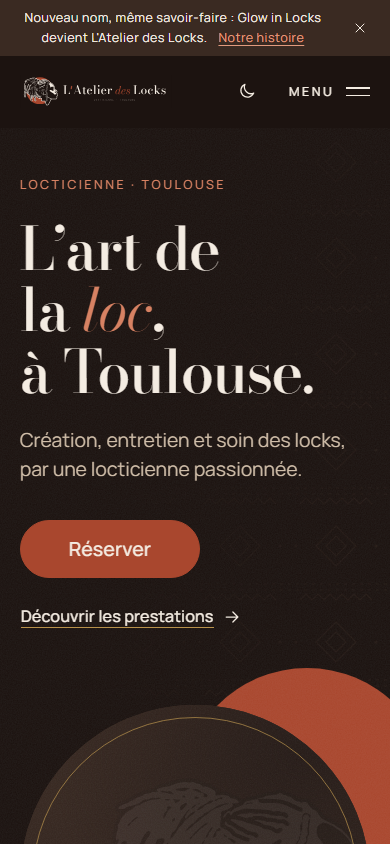 Nouveau nom, même savoir-faire : Glow in Locks
devient L'Atelier des Locks. Notre histoire
L'Atelier des Locks
MENU
LOCTICIENNE · TOULOUSE
L'art de
la loc,
à Toulouse.
Création, entretien et soin des locks,
par une locticienne passionnée.
Réserver
Découvrir les prestations →